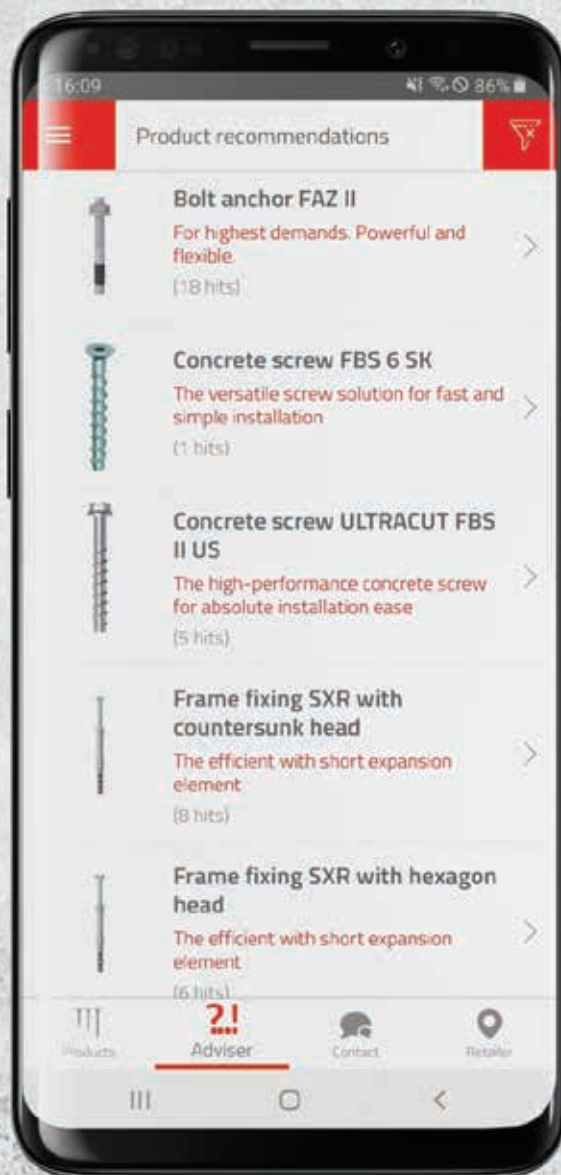 16:09
86%
Product recommendations
Bolt anchor FAZ II
For highest demands. Powerful and
flexible.
(18 hits)
Concrete screw FBS 6 SK
The versatile screw solution for fast and
simple installation
(1 hits)
Concrete screw ULTRACUT FBS
II US
The high-performance concrete screw
for absolute installation ease
(5 hits)
Frame fixing SXR with
countersunk head
The efficient with short expansion
element
(8 hits)
Frame fixing SXR with hexagon
head
The efficient with short expansion
element
(6 hits)
?!
Products
Adviser
Contact
Retailer